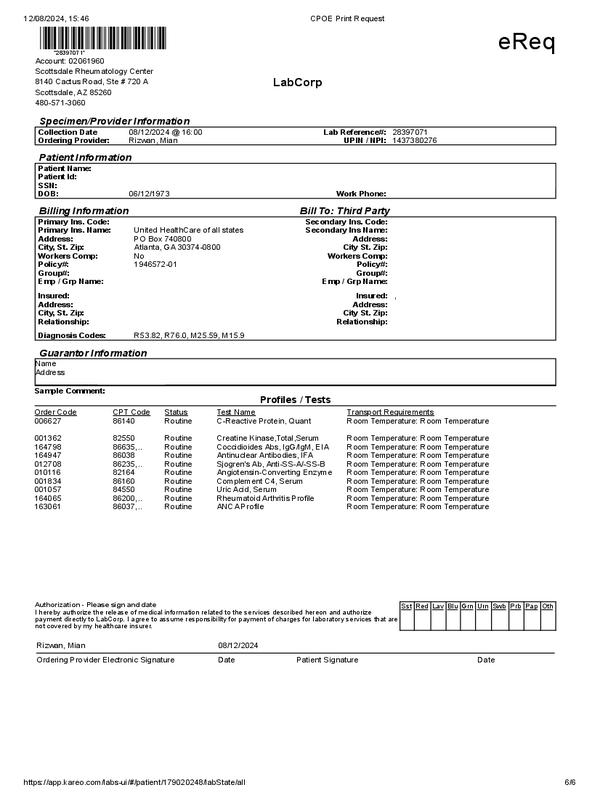 12/08/2024, 15:46 CPOE Print Request
eReq
"28397071"
Account: 02061960
Scottsdale Rheumatology Center
8140 Cactus Road, Ste # 720 A
Scottsdale, AZ 85260
480-571-3060
LabCorp
Specimen/Provider Information
Collection Date 08/12/2024 @ 16:00 Lab Reference#: 28397071
Ordering Provider: Rizwan, Mian UPIN / NPI: 1437380276
Patient Information
Patient Name:
Patient Id:
SSN:
DOB: 06/12/1973 Work Phone:
Billing Information Bill To: Third Party
Primary Ins. Code: Secondary Ins. Code:
Primary Ins. Name: United HealthCare of all states Secondary Ins Name:
Address: P O Box 740800 Address:
City, St. Zip: Atlanta, GA 30374-0800 City St. Zip:
Workers Comp: No Workers Comp:
Policy#: 1946572-01 Policy#:
Group#: Group#:
Emp / Grp Name: Emp / Grp Name:
Insured: Insured: ,
Address: Address:
City, St. Zip: City St. Zip:
Relationship: Relationship:
Diagnosis Codes: R53.82, R76.0, M25.59, M15.9
Guarantor Information
Name
Address
Sample Comment:
Profiles / Tests
Order Code CPT Code Status Test Name Transport Requirements
006627 86140 Routine C-Reactive Protein, Quant Room Temperature: Room Temperature
001362 82550 Routine Creatine Kinase,Total,Serum Room Temperature: Room Temperature
164798 86635,.. Routine Coccidioides Abs, IgG/IgM, EIA Room Temperature: Room Temperature
164947 86038 Routine Antinuclear Antibodies, IFA Room Temperature: Room Temperature
012708 86235,.. Routine Sjogren's Ab, Anti-SS-A/-SS-B Room Temperature: Room Temperature
010116 82164 Routine Angiotensin-Converting Enzyme Room Temperature: Room Temperature
001834 86160 Routine Complement C4, Serum Room Temperature: Room Temperature
001057 84550 Routine Uric Acid, Serum Room Temperature: Room Temperature
164065 86200,.. Routine Rheumatoid Arthritis Profile Room Temperature: Room Temperature
163061 86037,.. Routine ANCA Profile Room Temperature: Room Temperature
Authorization - Please sign and date
I hereby authorize the release of medical information related to the services described hereon and authorize
payment directly to LabCorp. I agree to assume responsibility for payment of charges for laboratory services that are
not covered by my healthcare insurer.
Sst Red Lav Blu Grn Urn Swb Frb Pap Oth
Rizwan, Mian 08/12/2024
Ordering Provider Electronic Signature Date Patient Signature Date
https://app.kareo.com/labs-ui/#/patient/179020248/labState/all 6/6